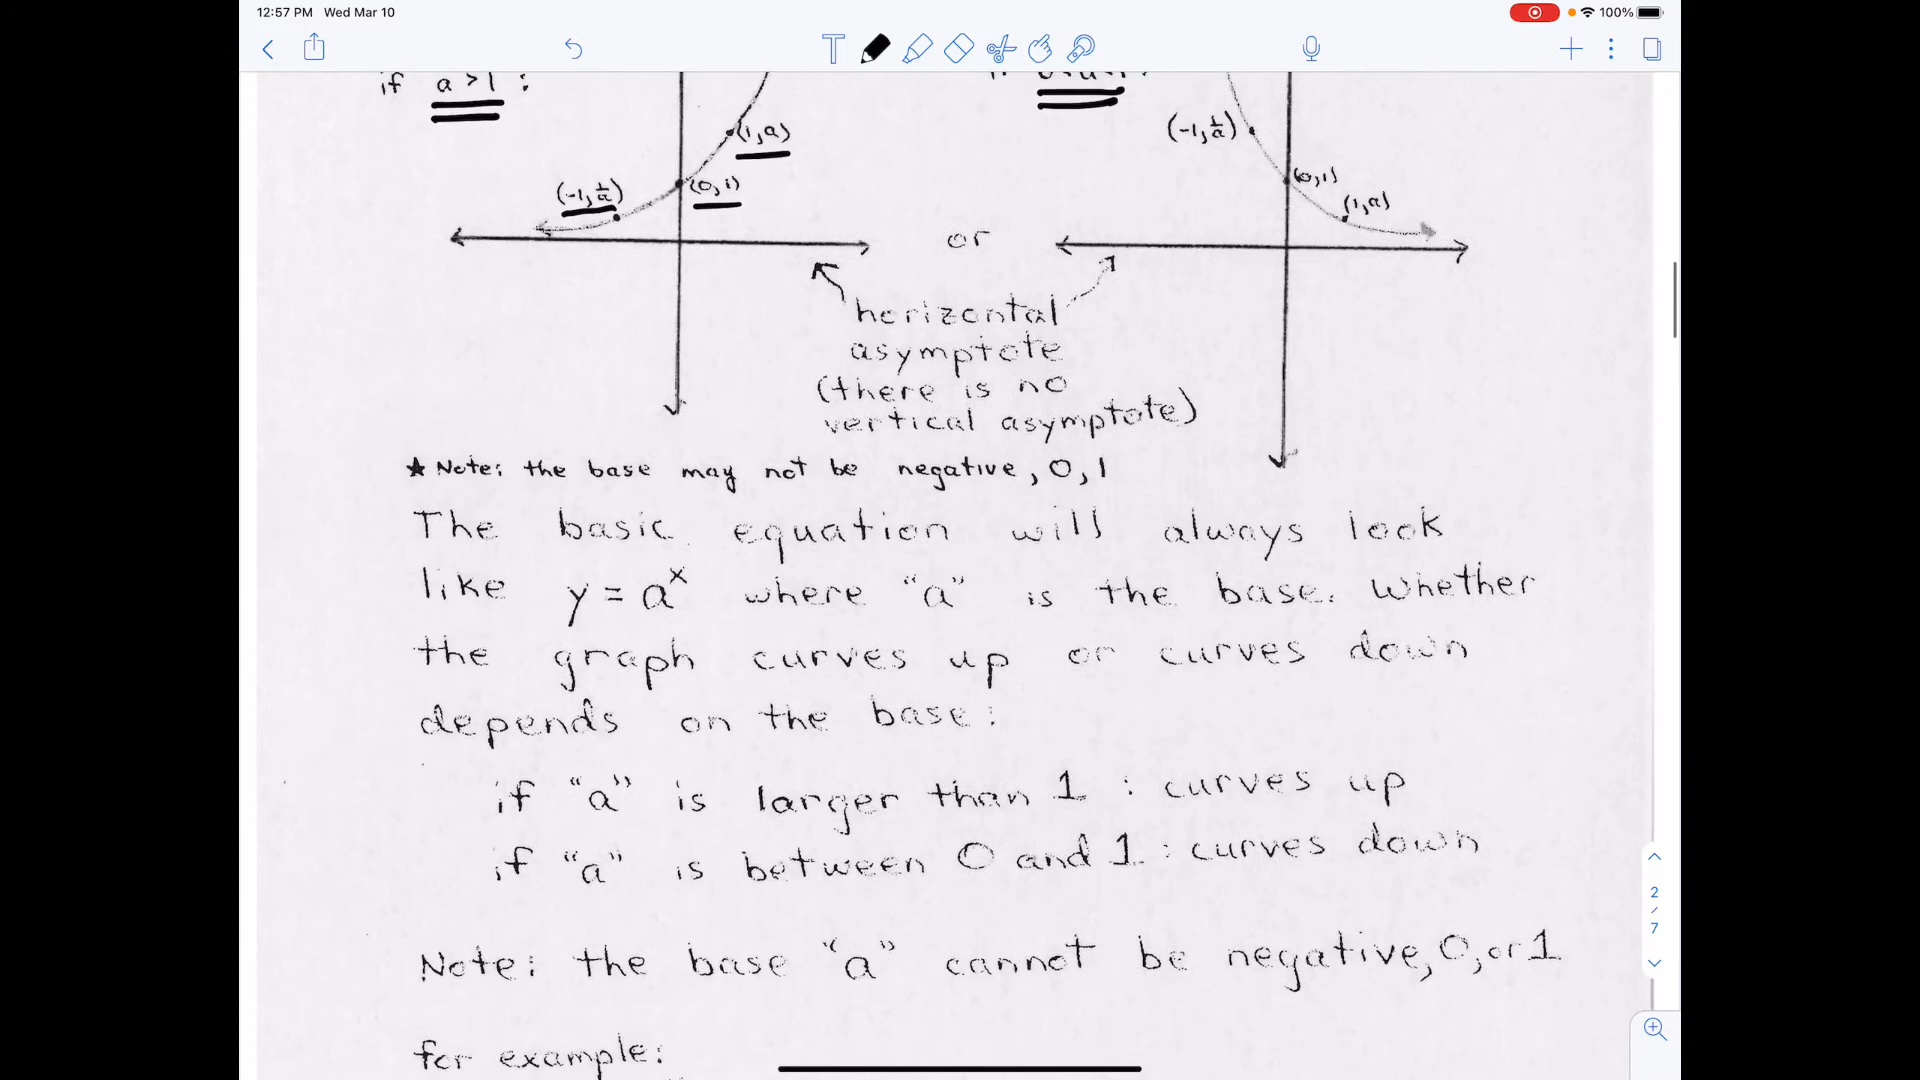 12:57 PM Wed Mar 10
100%
if a > 1 :
(1,a)
(-1,1/a)
(0,1)
(-1,1/a)
(0,1)
(1,a)
or
horizontal
asymptote
(there is no
vertical asymptote)
★ Note: the base may not be negative, 0, 1
The basic equation will always look
like y = aˣ where "a" is the base. Whether
the graph curves up or curves down
depends on the base:
if "a" is larger than 1 : curves up
if "a" is between 0 and 1 : curves down
Note: the base "a" cannot be negative, 0, or 1
for example:
2
/
7